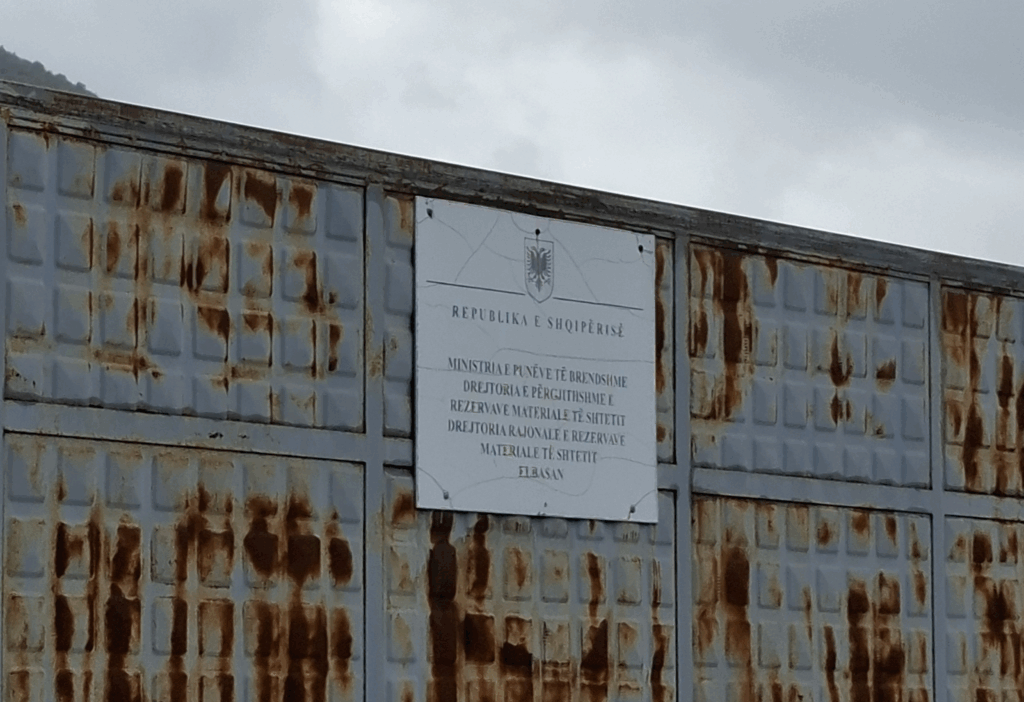 REPUBLIKA E SHQIPËRISË
MINISTRIA E PUNËVE TË BRENDSHME
DREJTORIA E PËRGJITHSHME E
REZERVAVE MATERIALE TË SHTETIT
DREJTORIA RAJONALE E REZERVAVE
MATERIALE TË SHTETIT
ELBASAN